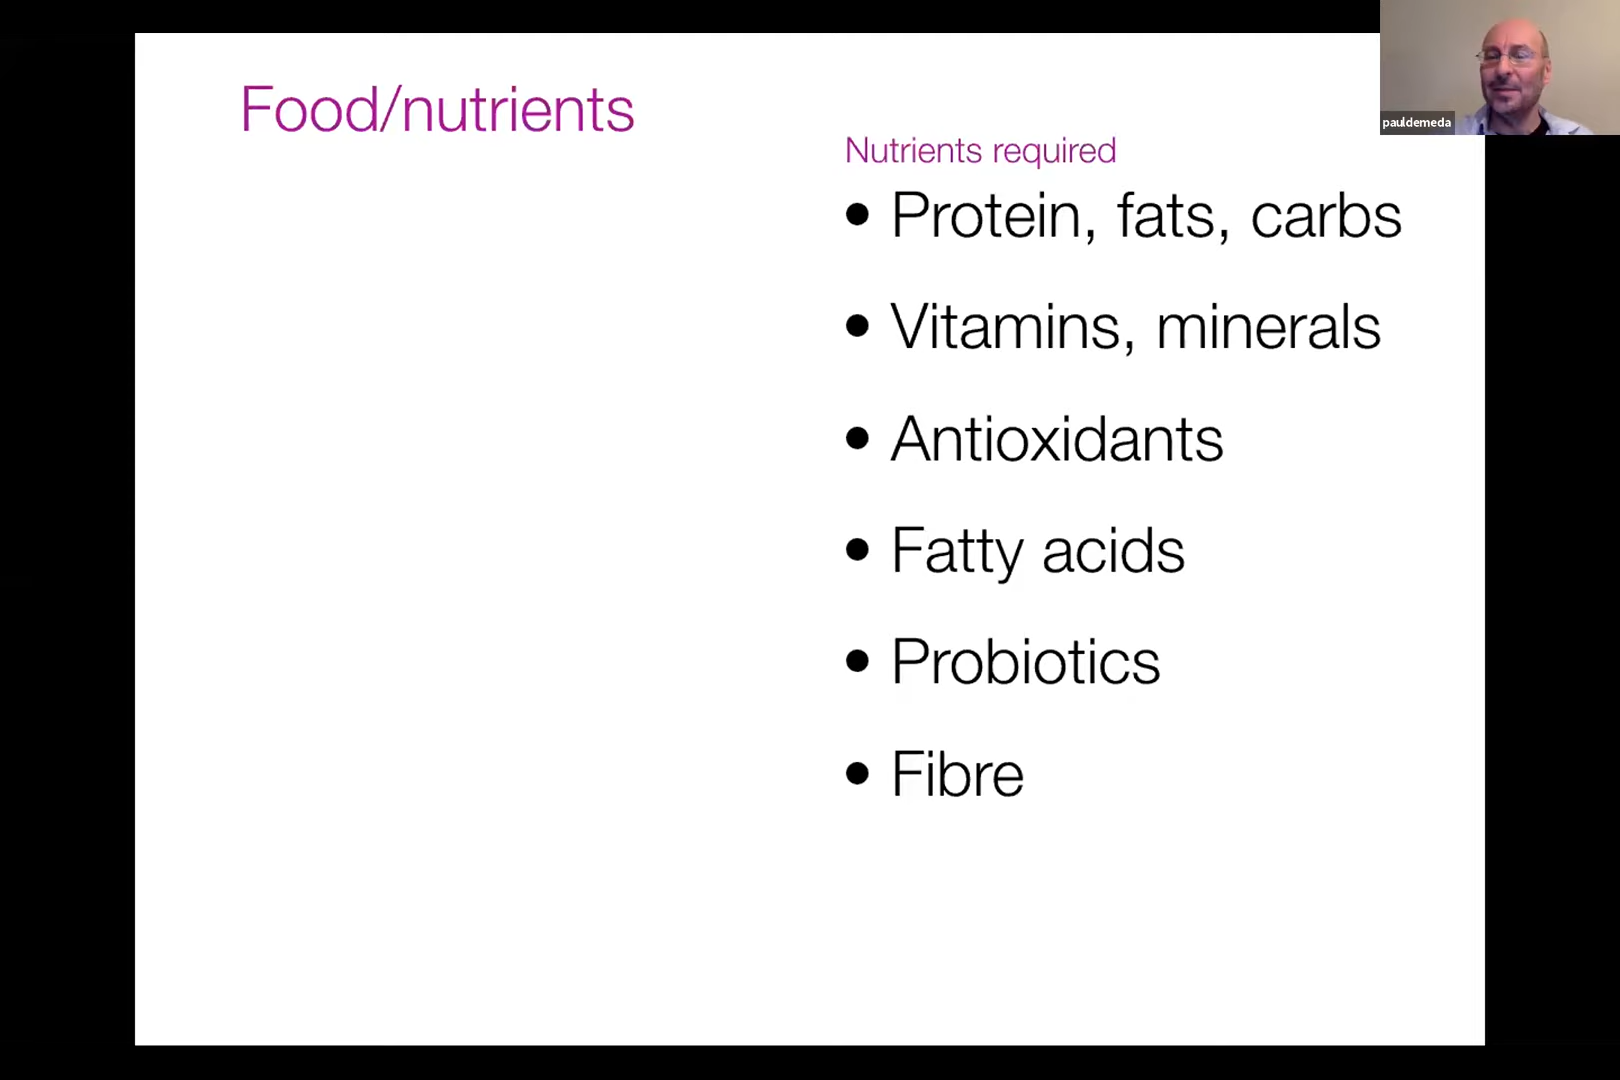 Food/nutrients
pauldemeda
Nutrients required
• Protein, fats, carbs
• Vitamins, minerals
• Antioxidants
• Fatty acids
• Probiotics
• Fibre